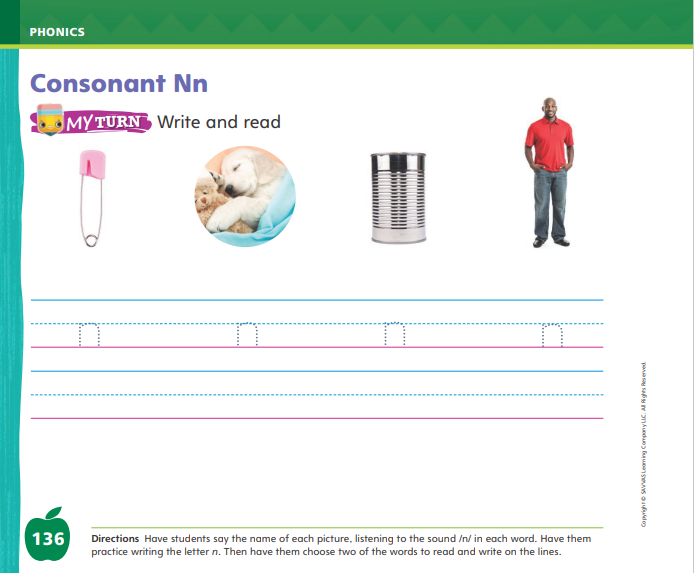 PHONICS
Consonant Nn
MY TURN Write and read
n n n n
136
Directions Have students say the name of each picture, listening to the sound /n/ in each word. Have them
practice writing the letter n. Then have them choose two of the words to read and write on the lines.
Copyright © SAVVAS Learning Company LLC. All Rights Reserved.